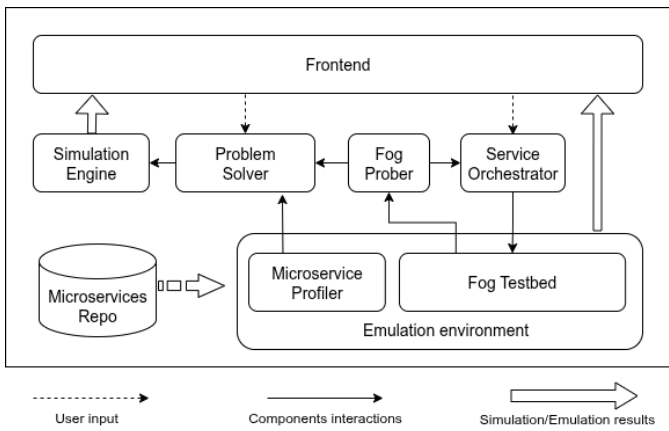 Frontend
Simulation
Engine
Problem
Solver
Fog
Prober
Service
Orchestrator
Microservices
Repo
Microservice
Profiler
Fog Testbed
Emulation environment
User input
Components interactions
Simulation/Emulation results